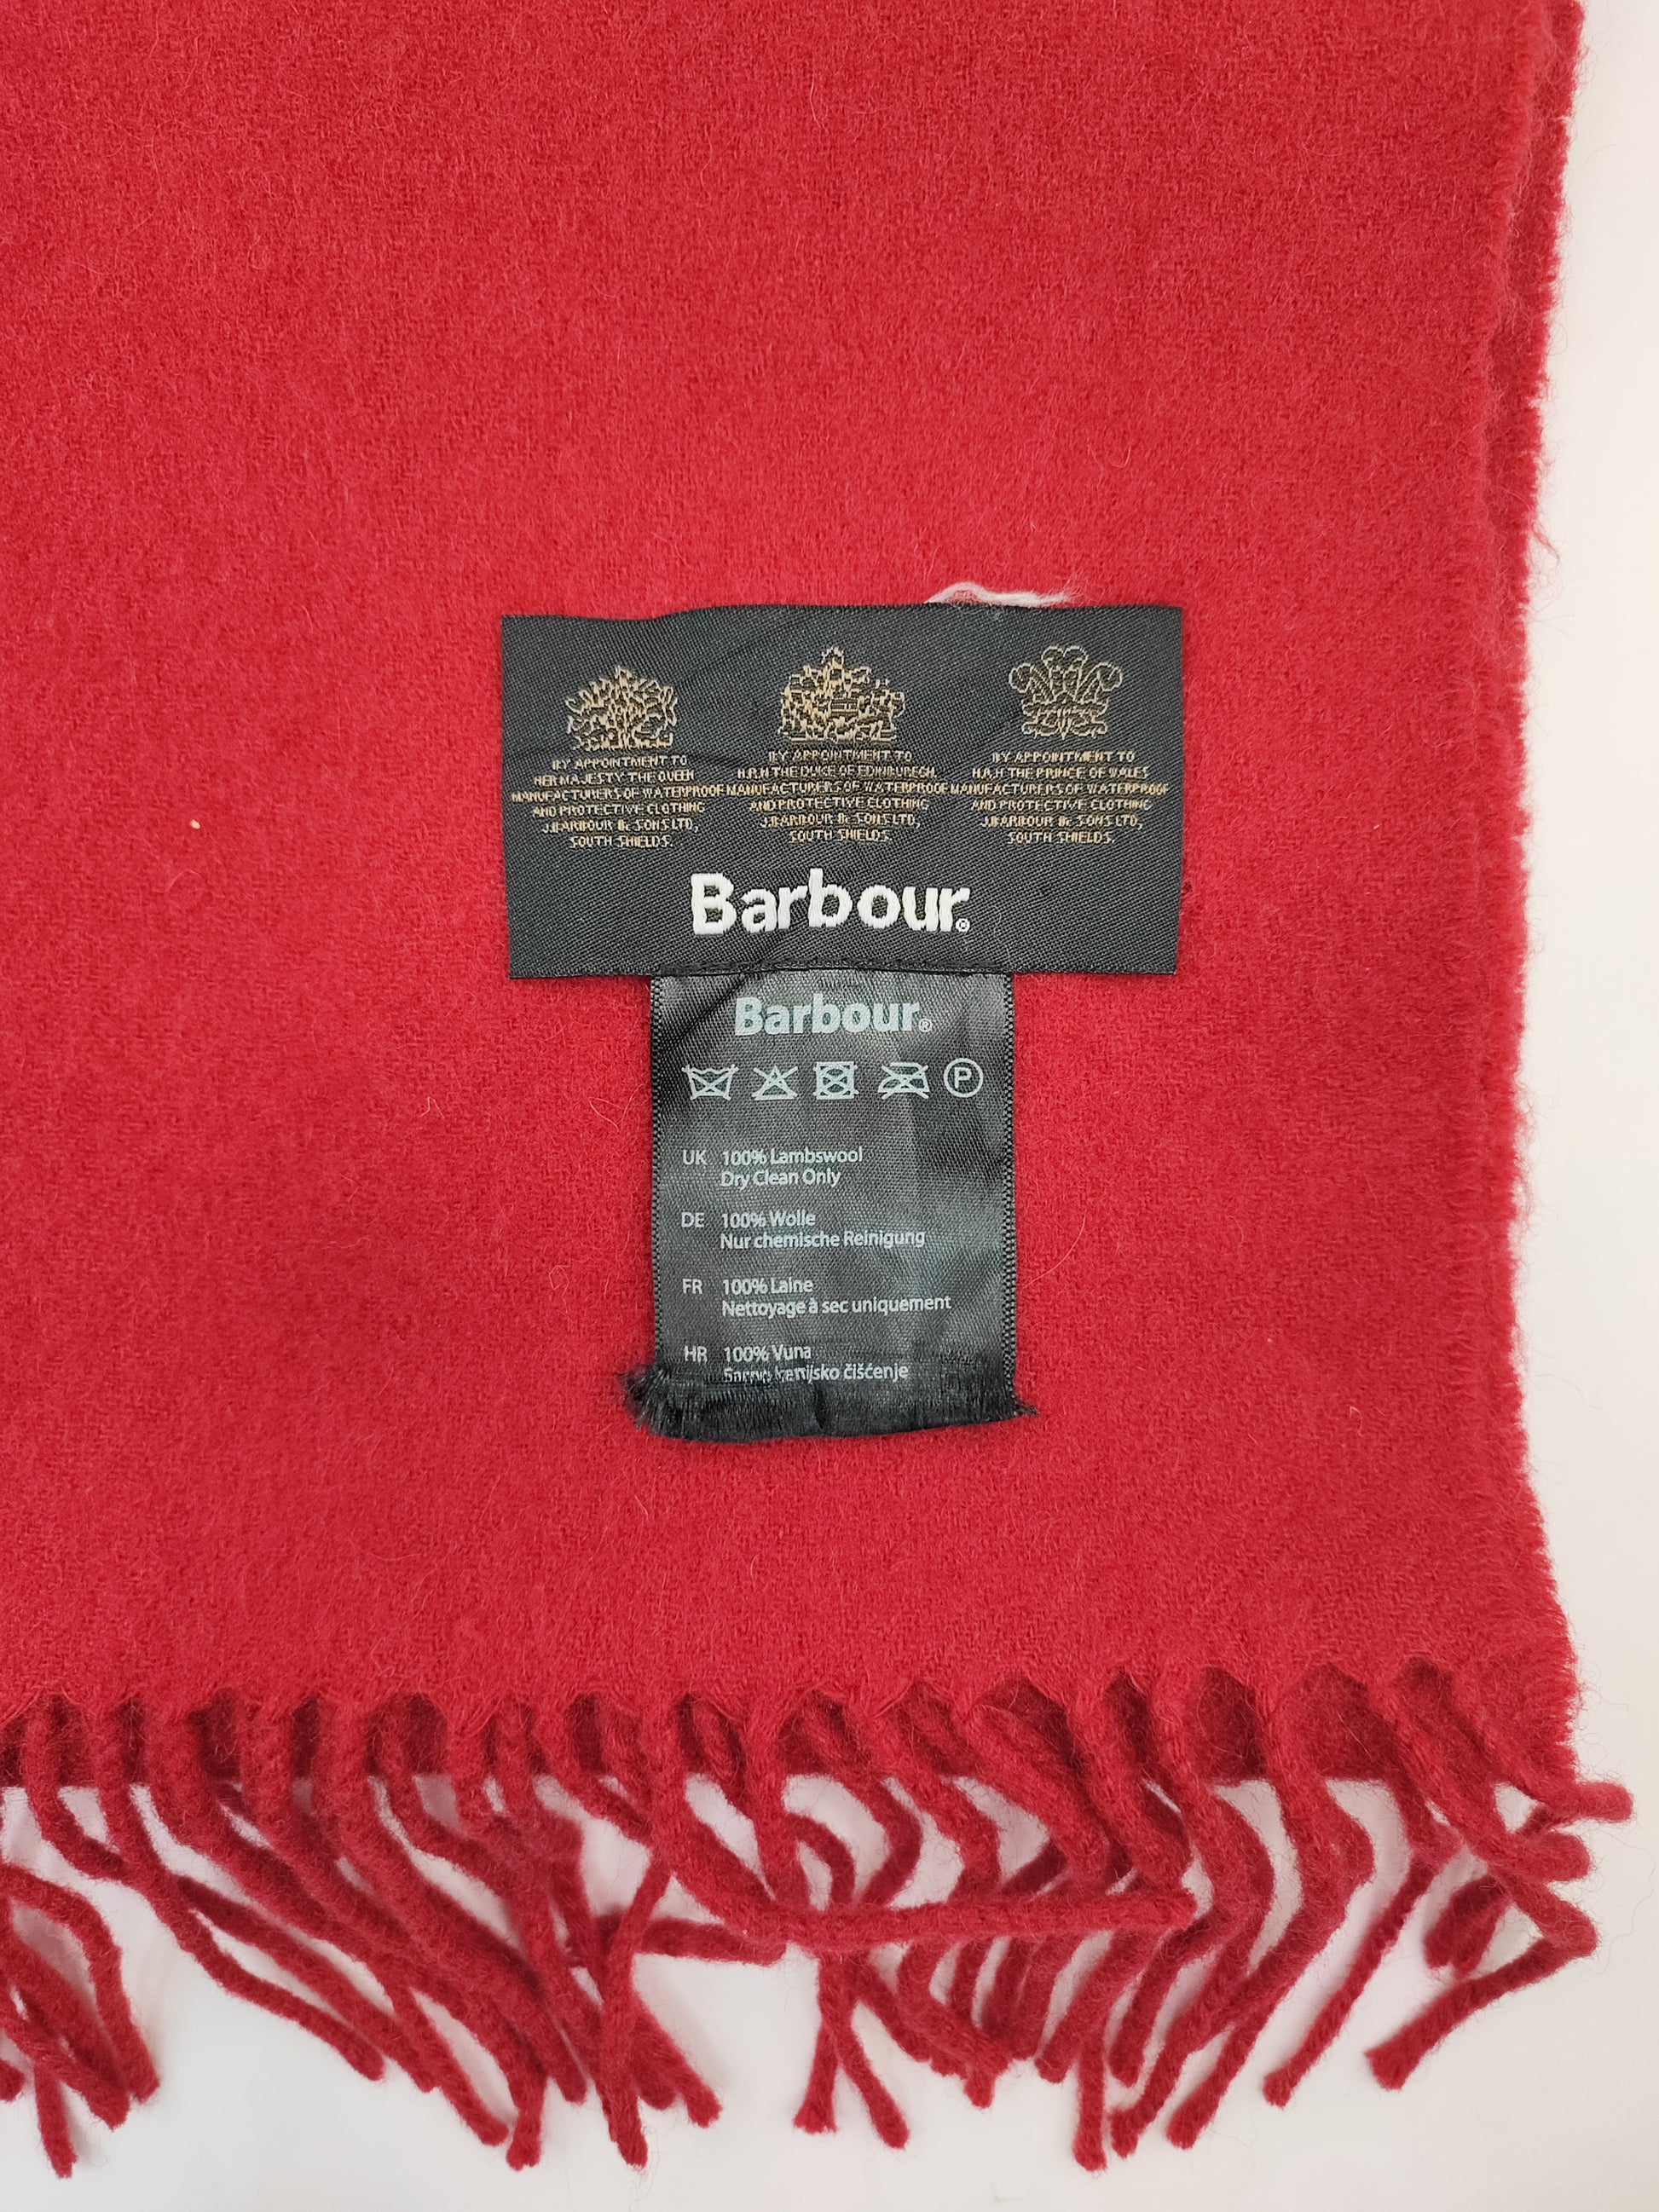 BY APPOINTMENT TO
HER MAJESTY THE QUEEN
MANUFACTURERS OF WATERPROOF
AND PROTECTIVE CLOTHING
J.BARBOUR & SONS LTD,
SOUTH SHIELDS.
BY APPOINTMENT TO
H.R.H THE DUKE OF EDINBURGH,
MANUFACTURERS OF WATERPROOF
AND PROTECTIVE CLOTHING
J.BARBOUR & SONS LTD,
SOUTH SHIELDS.
BY APPOINTMENT TO
H.R.H THE PRINCE OF WALES
MANUFACTURERS OF WATERPROOF
AND PROTECTIVE CLOTHING
J.BARBOUR & SONS LTD,
SOUTH SHIELDS.
Barbour®
Barbour®
P
UK 100% Lambswool
Dry Clean Only
DE 100% Wolle
Nur chemische Reinigung
FR 100% Laine
Nettoyage à sec uniquement
HR 100% Vuna
čišćenje